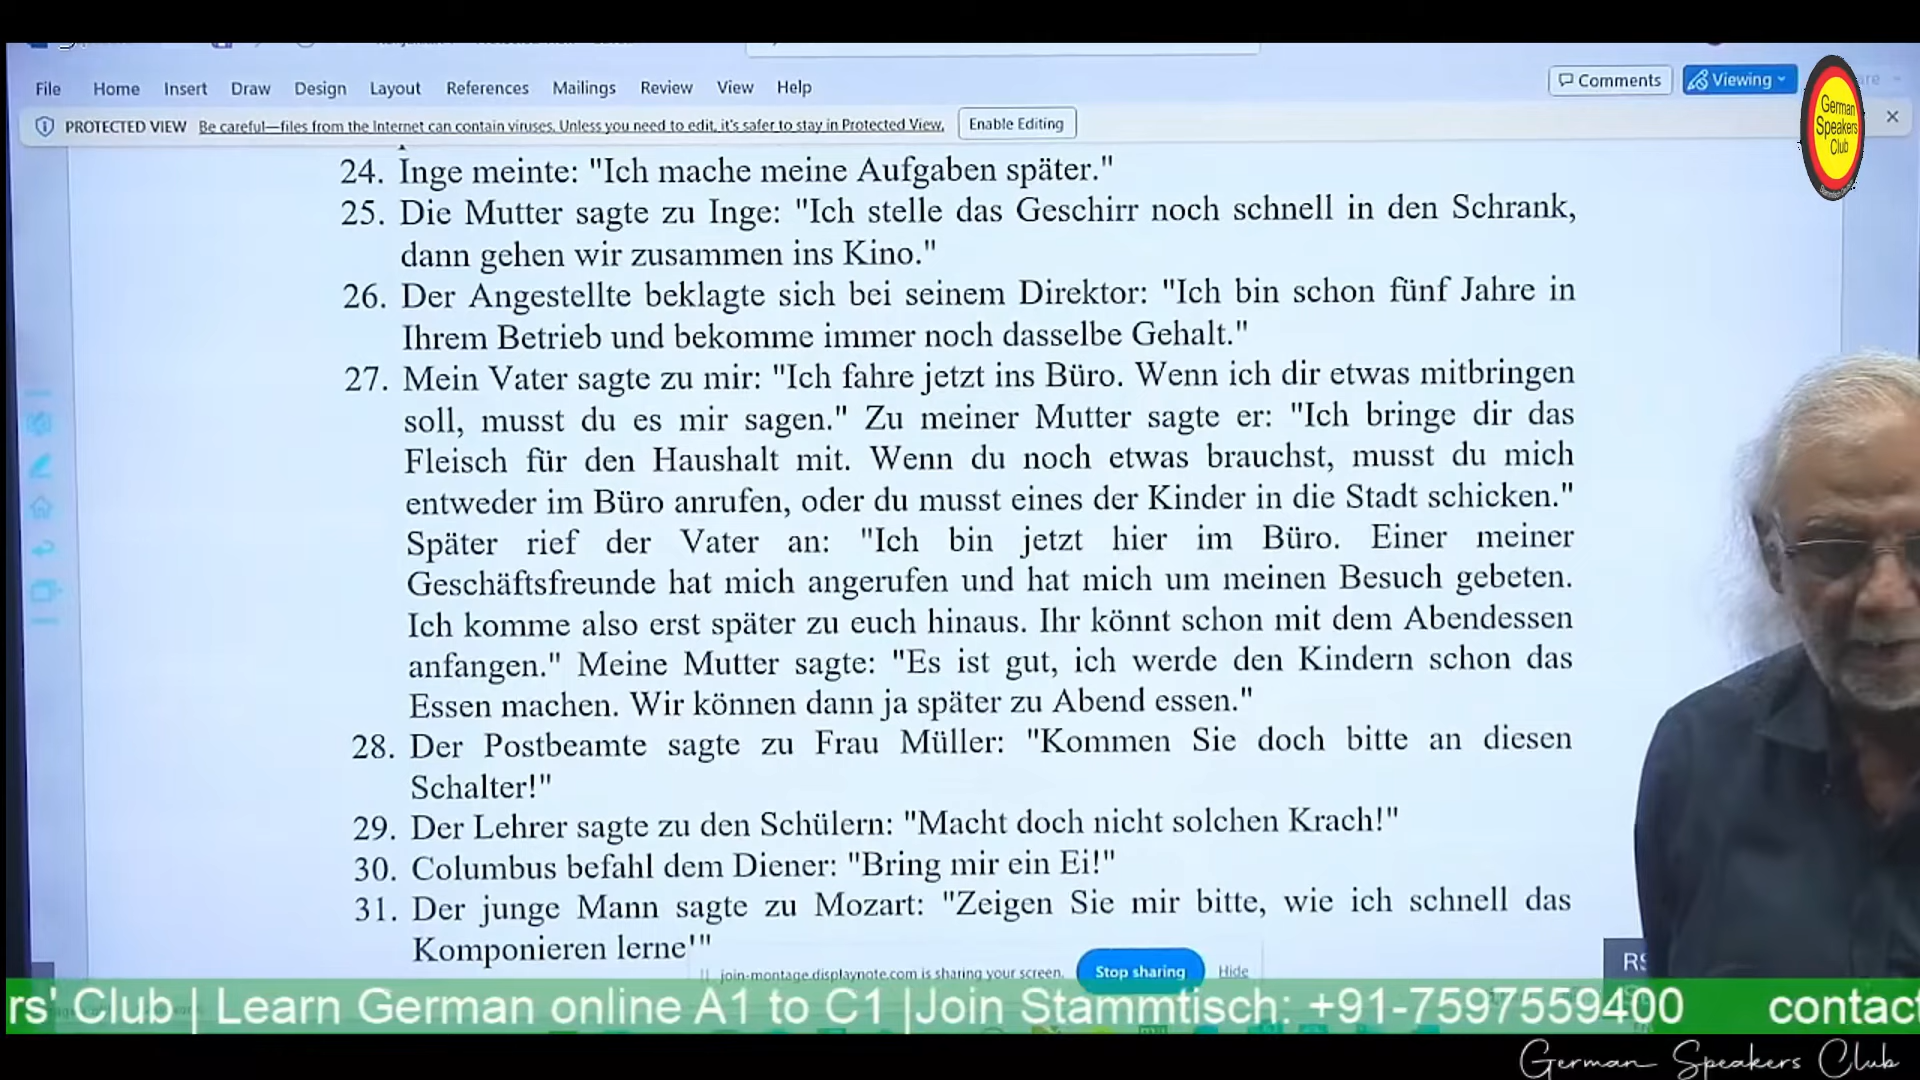 File Home Insert Draw Design Layout References Mailings Review View Help Comments Viewing
PROTECTED VIEW Be careful—files from the Internet can contain viruses. Unless you need to edit, it's safer to stay in Protected View. Enable Editing
German
Speakers
Club
24. Inge meinte: "Ich mache meine Aufgaben später."
25. Die Mutter sagte zu Inge: "Ich stelle das Geschirr noch schnell in den Schrank,
dann gehen wir zusammen ins Kino."
26. Der Angestellte beklagte sich bei seinem Direktor: "Ich bin schon fünf Jahre in
Ihrem Betrieb und bekomme immer noch dasselbe Gehalt."
27. Mein Vater sagte zu mir: "Ich fahre jetzt ins Büro. Wenn ich dir etwas mitbringen
soll, musst du es mir sagen." Zu meiner Mutter sagte er: "Ich bringe dir das
Fleisch für den Haushalt mit. Wenn du noch etwas brauchst, musst du mich
entweder im Büro anrufen, oder du musst eines der Kinder in die Stadt schicken."
Später rief der Vater an: "Ich bin jetzt hier im Büro. Einer meiner
Geschäftsfreunde hat mich angerufen und hat mich um meinen Besuch gebeten.
Ich komme also erst später zu euch hinaus. Ihr könnt schon mit dem Abendessen
anfangen." Meine Mutter sagte: "Es ist gut, ich werde den Kindern schon das
Essen machen. Wir können dann ja später zu Abend essen."
28. Der Postbeamte sagte zu Frau Müller: "Kommen Sie doch bitte an diesen
Schalter!"
29. Der Lehrer sagte zu den Schülern: "Macht doch nicht solchen Krach!"
30. Columbus befahl dem Diener: "Bring mir ein Ei!"
31. Der junge Mann sagte zu Mozart: "Zeigen Sie mir bitte, wie ich schnell das
Komponieren lerne'"
join-montage.displaynote.com is sharing your screen. Stop sharing Hide
RS
rs' Club | Learn German online A1 to C1 |Join Stammtisch: +91-7597559400 contact
German Speakers Club